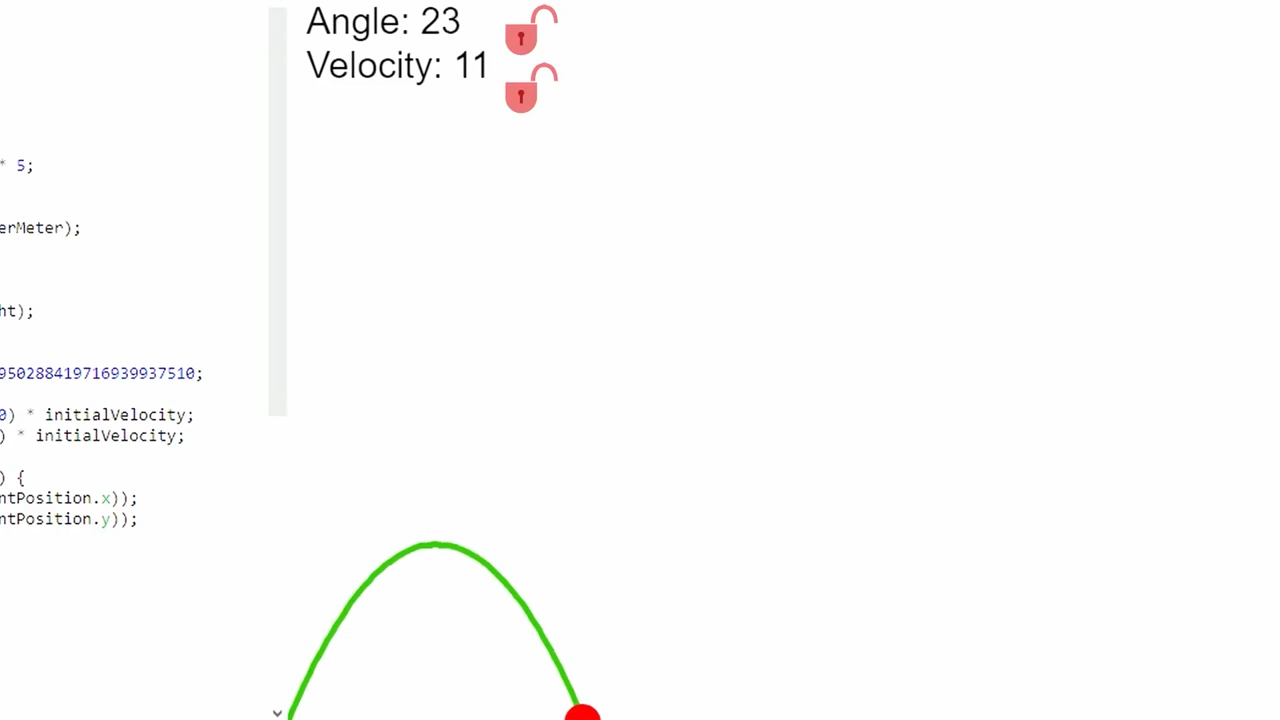 Angle: 23
Velocity: 11
* 5;
erMeter);
ht);
950288419716939937510;
0) * initialVelocity;
) * initialVelocity;
) {
ntPosition.x));
ntPosition.y));